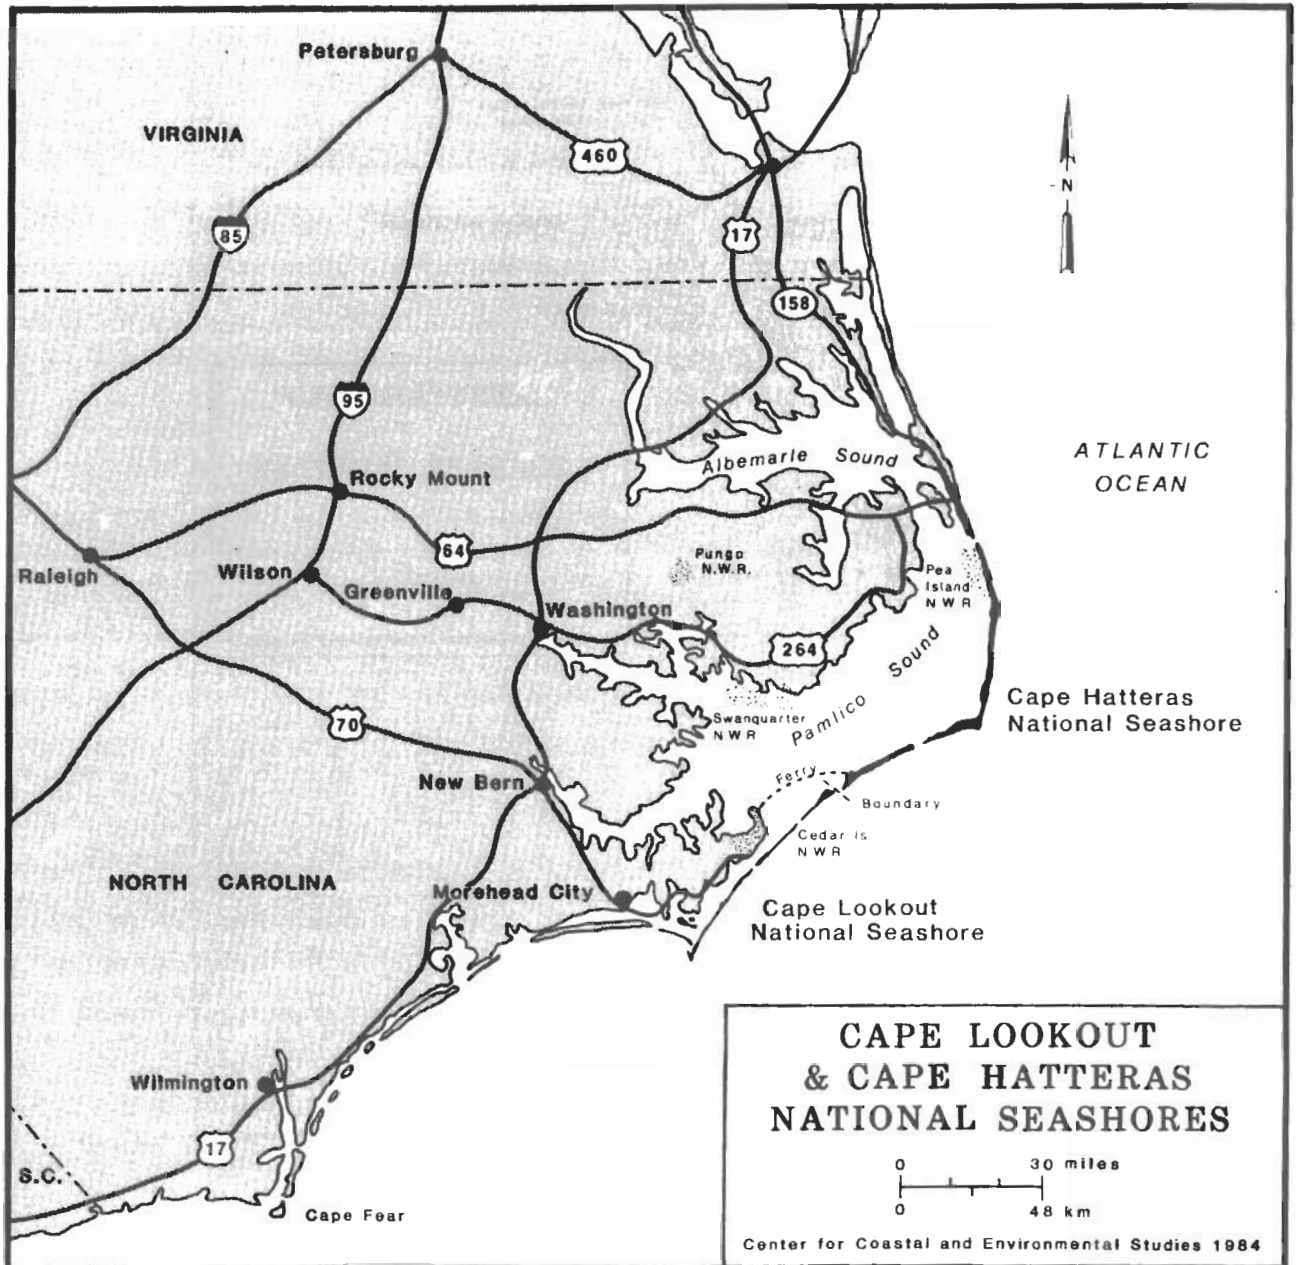 Petersburg
VIRGINIA
460
85
17
N
158
95
ATLANTIC
OCEAN
Albemarle Sound
Rocky Mount
64
Raleigh
Wilson
Greenville
Washington
Pungo
N.W.R.
Pea
Island
NWR
264
Pamlico Sound
Swanquarter
NWR
Cape Hatteras
National Seashore
70
New Bern
Ferry
Boundary
Cedar Is
NWR
NORTH CAROLINA
Morehead City
Cape Lookout
National Seashore
Wilmington
17
S.C.
Cape Fear
CAPE LOOKOUT
& CAPE HATTERAS
NATIONAL SEASHORES
0 30 miles
0 48 km
Center for Coastal and Environmental Studies 1984